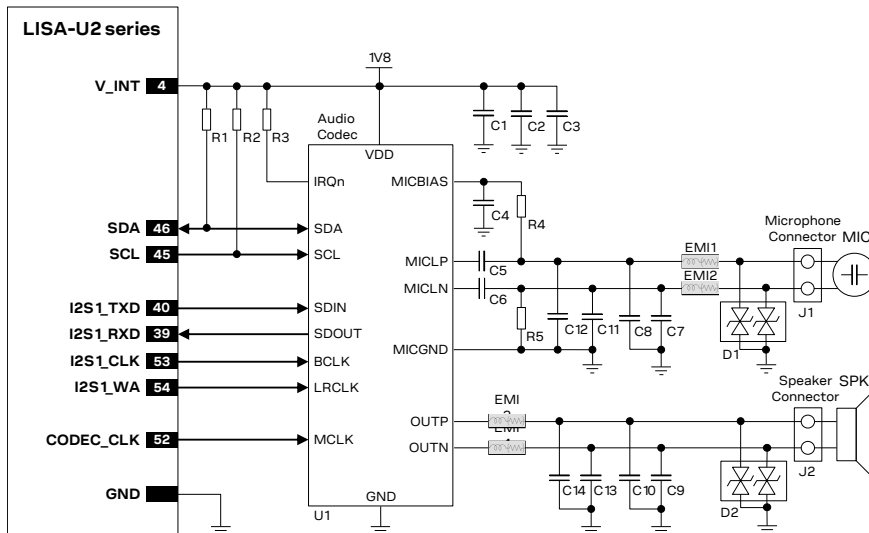 LISA-U2 series
1V8
V_INT 4
R1 R2 R3
C1 C2 C3
Audio
Codec
VDD
IRQn
MICBIAS
C4
R4
SDA 46
SDA
SCL 45
SCL
Microphone
Connector
MIC
MICLP
C5
EMI1
MICLN
C6
EMI2
J1
I2S1_TXD 40
SDIN
I2S1_RXD 39
SDOUT
R5
C12 C11 C8 C7
D1
MICGND
I2S1_CLK 53
BCLK
I2S1_WA 54
LRCLK
Speaker
Connector
SPK
EMI
OUTP
CODEC_CLK 52
MCLK
OUTN
J2
C14 C13 C10 C9
D2
GND
GND
U1